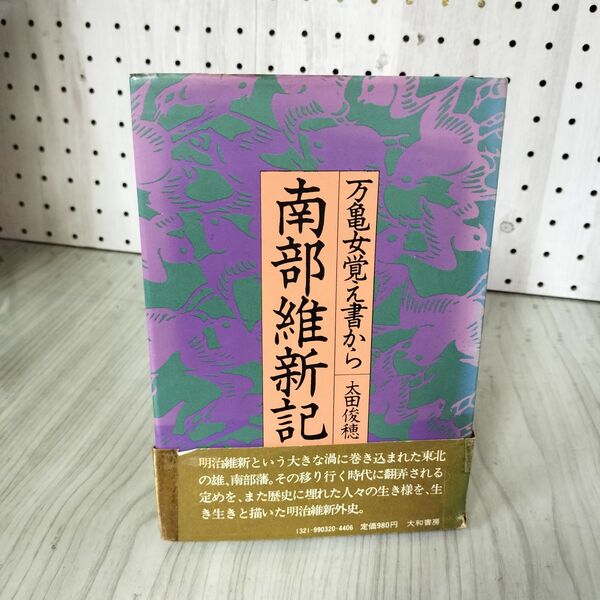 万亀女覚え書から
南部維新記
太田俊穂
明治維新という大きな渦に巻き込まれた東北
の雄、南部藩。その移り行く時代に翻弄される
定めを、また歴史に埋れた人々の生き様を、生
き生きと描いた明治維新外史。
1321-990320-4406 定価980円 大和書房